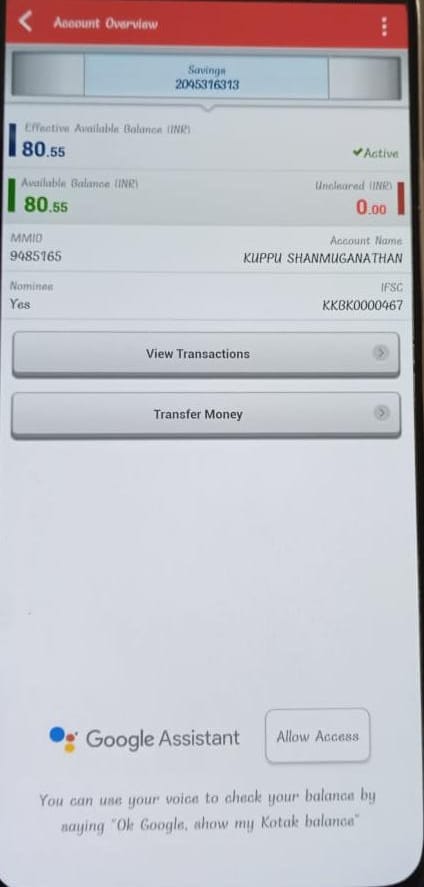 Account Overview
Savings
2045316313
Effective Available Balance (INR)
80.55
Active
Available Balance (INR)
80.55
Uncleared (INR)
0.00
MMID
9485165
Account Name
KUPPU SHANMUGANATHAN
Nominee
Yes
IFSC
KKBK0000467
View Transactions
Transfer Money
Google Assistant
Allow Access
You can use your voice to check your balance by
saying "Ok Google, show my Kotak balance"